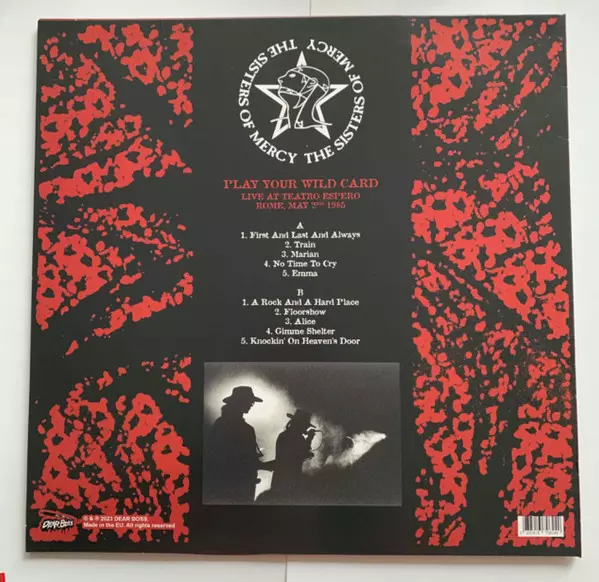 THE SISTERS OF MERCY THE SISTERS OF MERCY
PLAY YOUR WILD CARD
LIVE AT TEATRO ESPERO
ROME, MAY 2ND 1985
A
1. First And Last And Always
2. Train
3. Marian
4. No Time To Cry
5. Emma
B
1. A Rock And A Hard Place
2. Floorshow
3. Alice
4. Gimme Shelter
5. Knockin' On Heaven's Door
DEAR BOSS
© & ℗ 2021 DEAR BOSS.
Made in the EU. All rights reserved